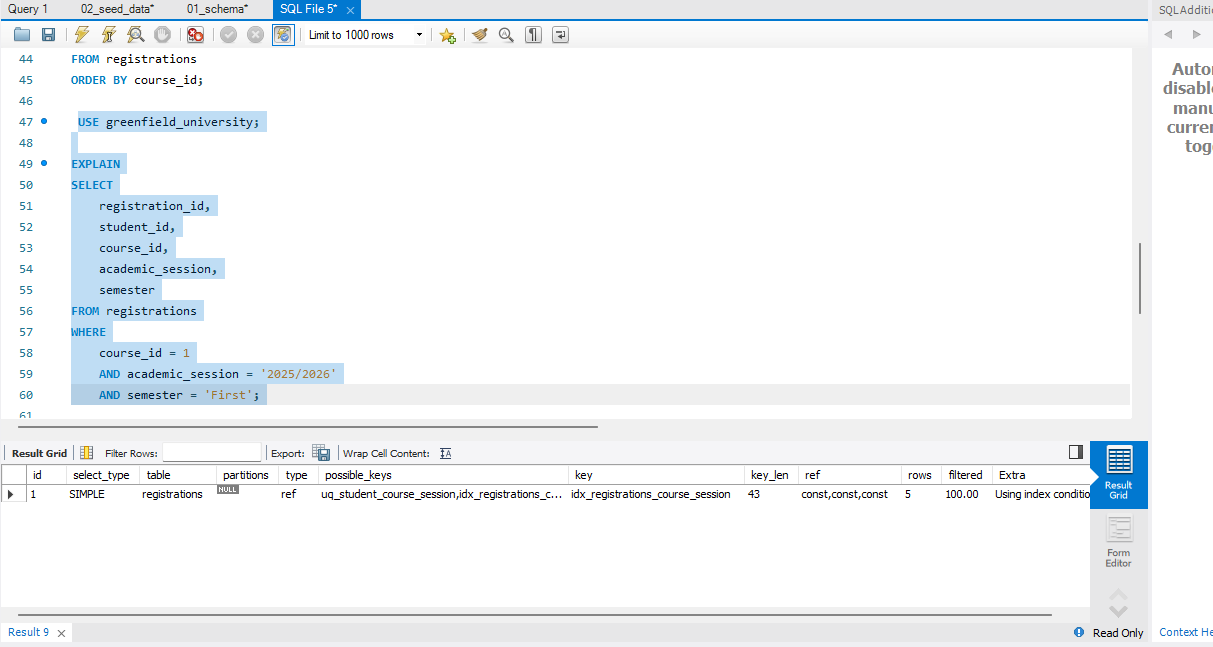 Query 1 02_seed_data* 01_schema* SQL File 5* SQLAdditi
Limit to 1000 rows
44 FROM registrations
45 ORDER BY course_id;
46
47 USE greenfield_university;
48
49 EXPLAIN
50 SELECT
51 registration_id,
52 student_id,
53 course_id,
54 academic_session,
55 semester
56 FROM registrations
57 WHERE
58 course_id = 1
59 AND academic_session = '2025/2026'
60 AND semester = 'First';
61
Autor
disable
manu
currer
tog
Result Grid Filter Rows: Export: Wrap Cell Content:
id select_type table partitions type possible_keys key key_len ref rows filtered Extra
1 SIMPLE registrations NULL ref uq_student_course_session,idx_registrations_c... idx_registrations_course_session 43 const,const,const 5 100.00 Using index conditio
Result
Grid
Form
Editor
Result 9 Read Only Context He